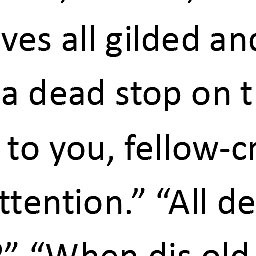 ves all gilded and
a dead stop on t
to you, fellow-cr
ttention.” “All de
?” “When dis old